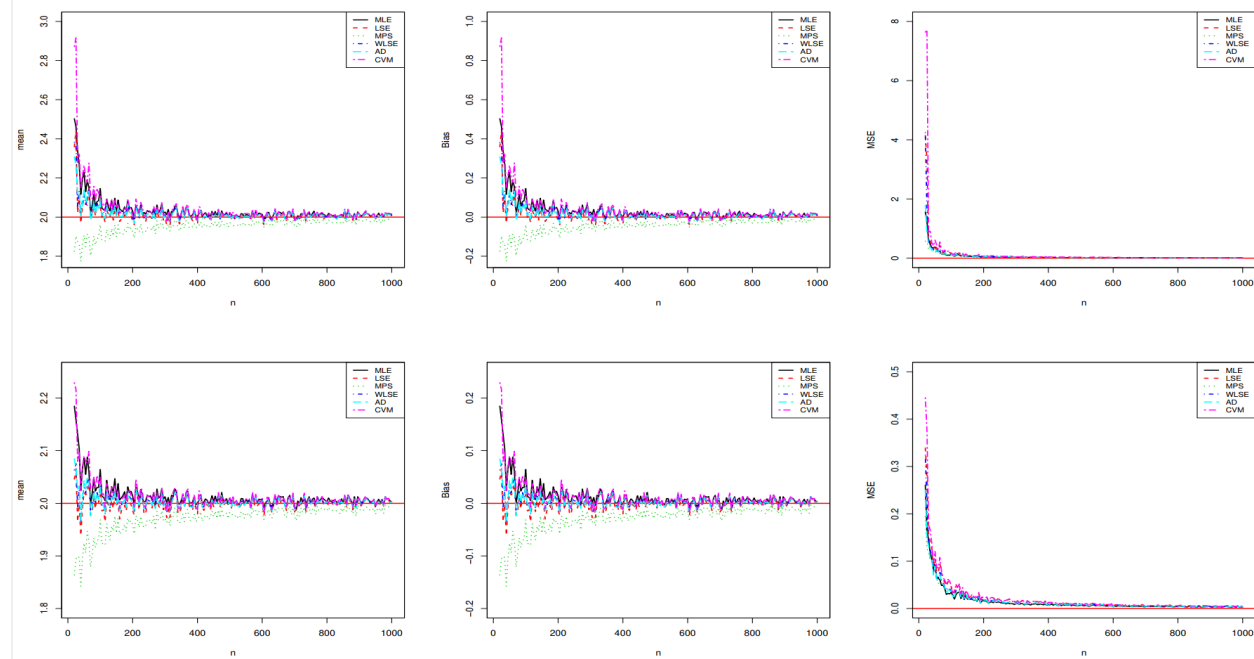 mean
3.0
2.8
2.6
2.4
2.2
2.0
1.8
0 200 400 600 800 1000
n
MLE
LSE
MPS
WLSE
AD
CVM
Bias
1.0
0.8
0.6
0.4
0.2
0.0
-0.2
0 200 400 600 800 1000
n
MLE
LSE
MPS
WLSE
AD
CVM
MSE
8
6
4
2
0
0 200 400 600 800 1000
n
MLE
LSE
MPS
WLSE
AD
CVM
mean
2.2
2.1
2.0
1.9
1.8
0 200 400 600 800 1000
n
MLE
LSE
MPS
WLSE
AD
CVM
Bias
0.2
0.1
0.0
-0.1
-0.2
0 200 400 600 800 1000
n
MLE
LSE
MPS
WLSE
AD
CVM
MSE
0.5
0.4
0.3
0.2
0.1
0.0
0 200 400 600 800 1000
n
MLE
LSE
MPS
WLSE
AD
CVM